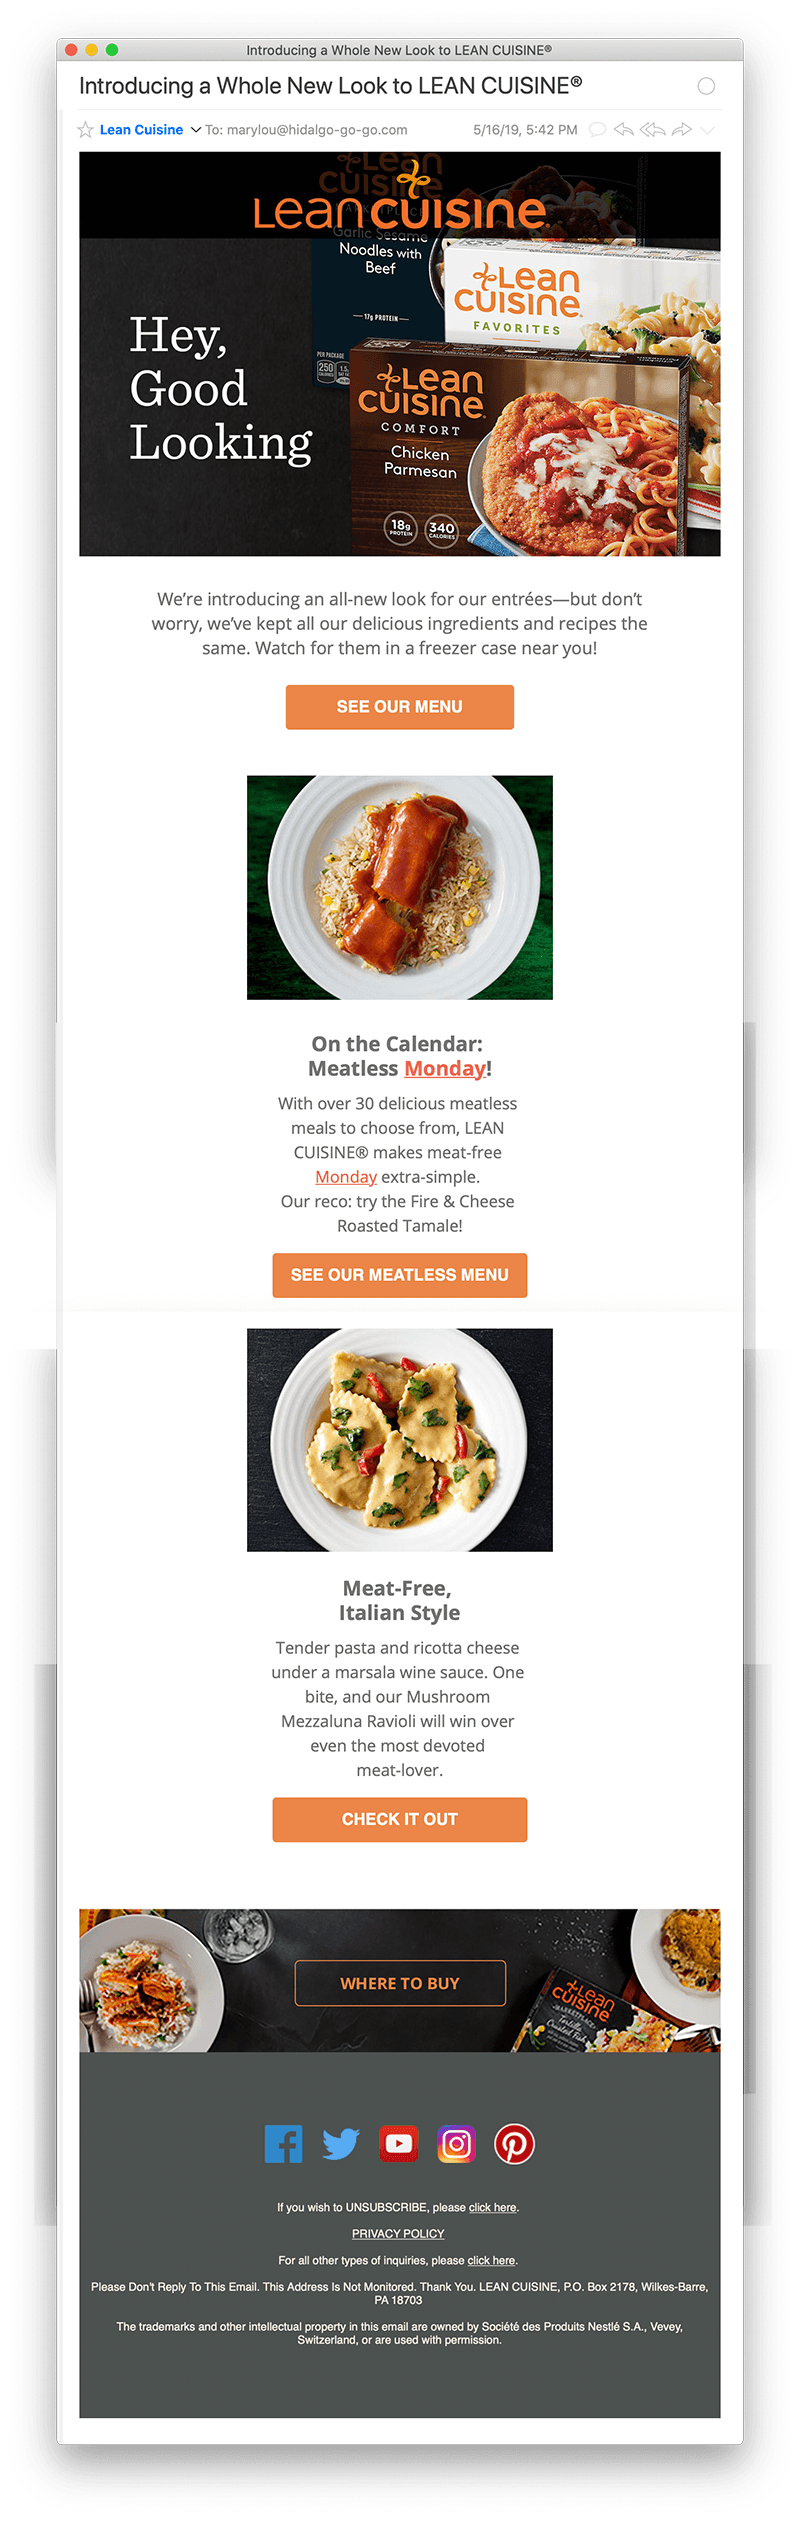 Introducing a Whole New Look to LEAN CUISINE®
Introducing a Whole New Look to LEAN CUISINE®
Lean Cuisine To: marylou@hidalgo-go-go.com 5/16/19, 5:42 PM
Lean
cuisine
MARKETPLACE
Leancuisine
Garlic Sesame
Noodles with
Beef
17g PROTEIN
PER PACKAGE
250
CALORIES
Lean
cuisine
FAVORITES
Hey,
Good
Looking
Lean
cuisine
COMFORT
Chicken
Parmesan
18g
PROTEIN
340
CALORIES
We’re introducing an all-new look for our entrées—but don’t
worry, we’ve kept all our delicious ingredients and recipes the
same. Watch for them in a freezer case near you!
SEE OUR MENU
On the Calendar:
Meatless Monday!
With over 30 delicious meatless
meals to choose from, LEAN
CUISINE® makes meat-free
Monday extra-simple.
Our reco: try the Fire & Cheese
Roasted Tamale!
SEE OUR MEATLESS MENU
Meat-Free,
Italian Style
Tender pasta and ricotta cheese
under a marsala wine sauce. One
bite, and our Mushroom
Mezzaluna Ravioli will win over
even the most devoted
meat-lover.
CHECK IT OUT
WHERE TO BUY
Lean
cuisine
MARKETPLACE
Tortilla
Crusted Fish
If you wish to UNSUBSCRIBE, please click here.
PRIVACY POLICY
For all other types of inquiries, please click here.
Please Don't Reply To This Email. This Address Is Not Monitored. Thank You. LEAN CUISINE, P.O. Box 2178, Wilkes-Barre,
PA 18703
The trademarks and other intellectual property in this email are owned by Société des Produits Nestlé S.A., Vevey,
Switzerland, or are used with permission.